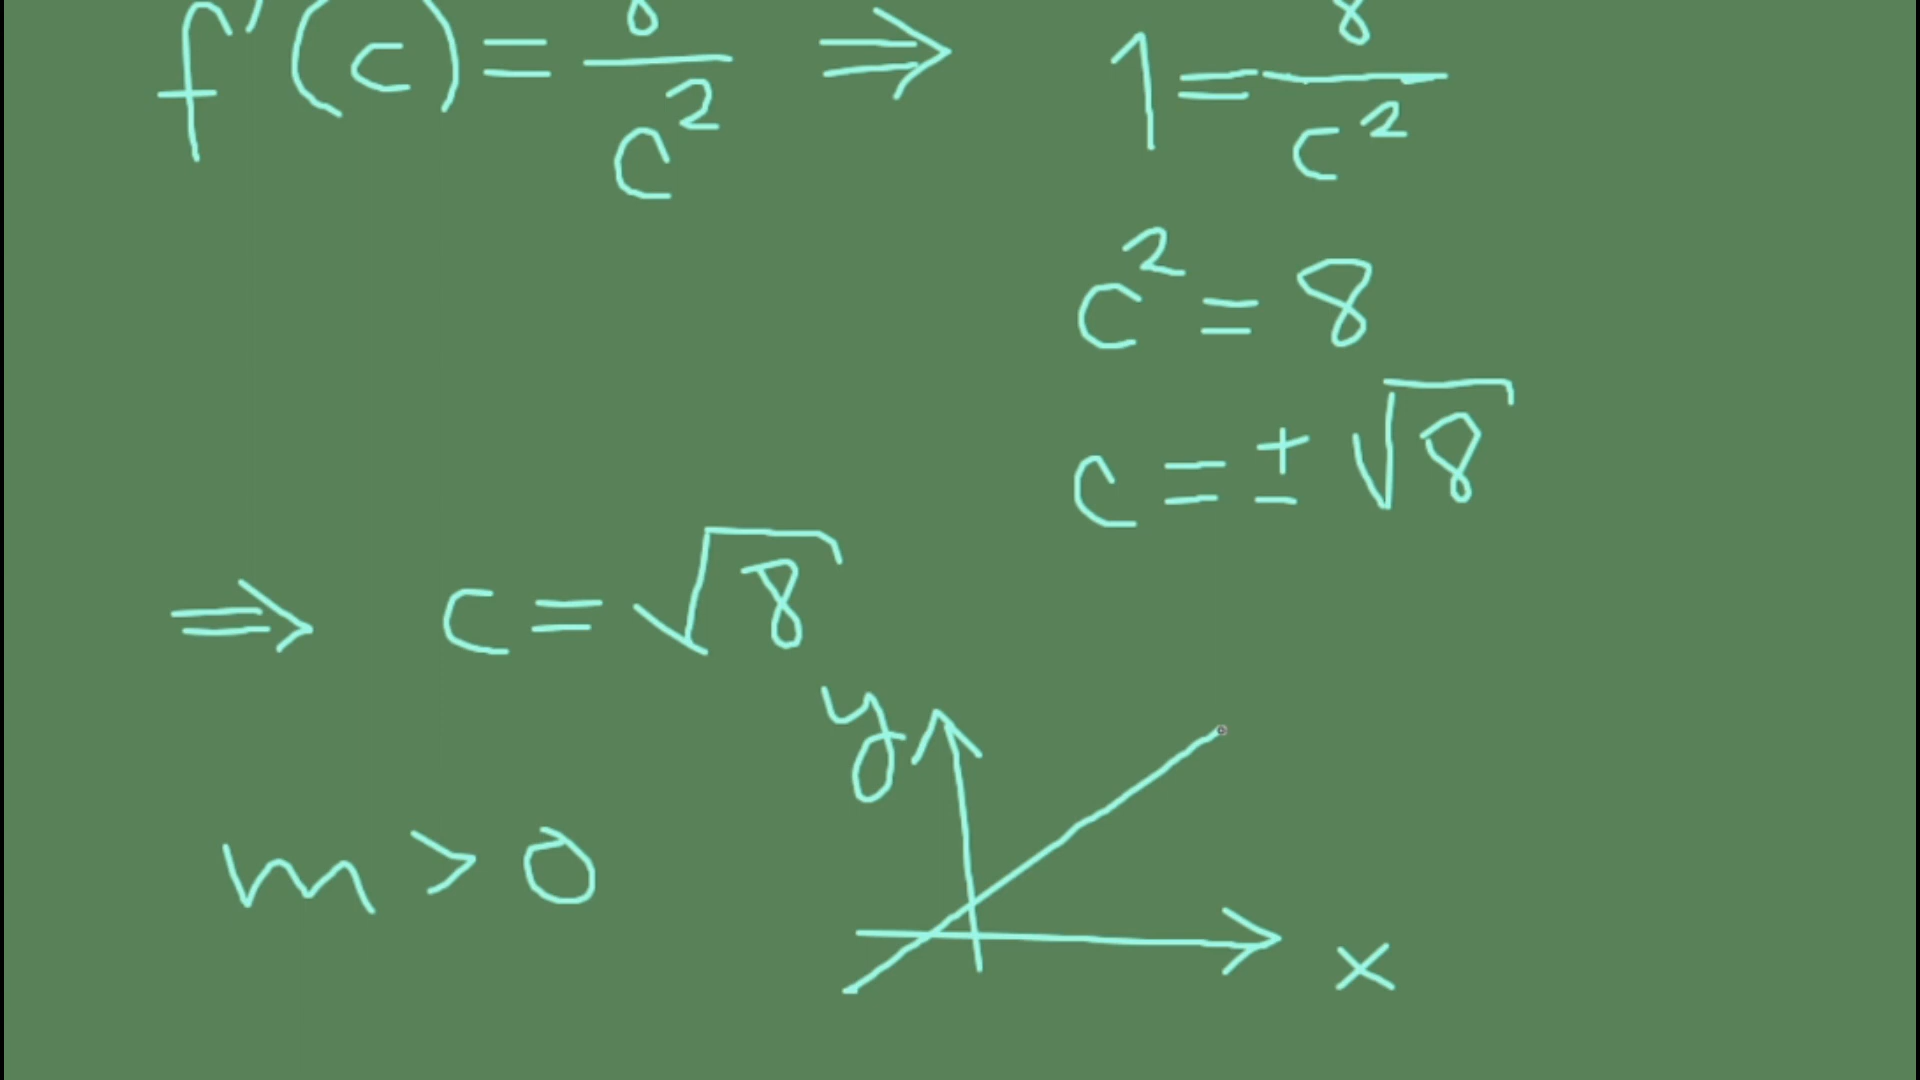 f'(c) = 8/c² ⇒ 1 = 8/c²
c² = 8
c = ± √8
⇒ c = √8
y
m > 0
x